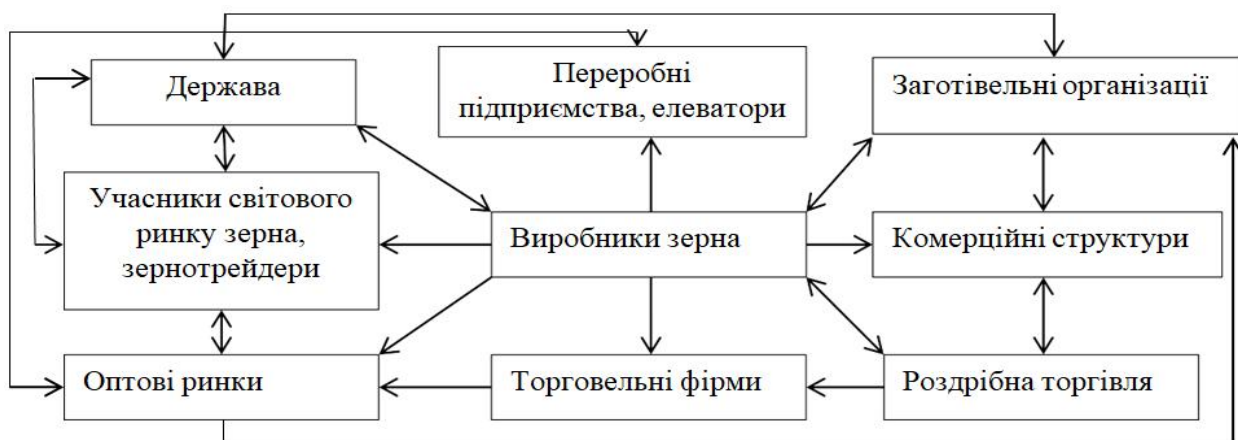 Держава
Переробні
підприємства, елеватори
Заготівельні організації
Учасники світового
ринку зерна,
зернотрейдери
Виробники зерна
Комерційні структури
Оптові ринки
Торговельні фірми
Роздрібна торгівля